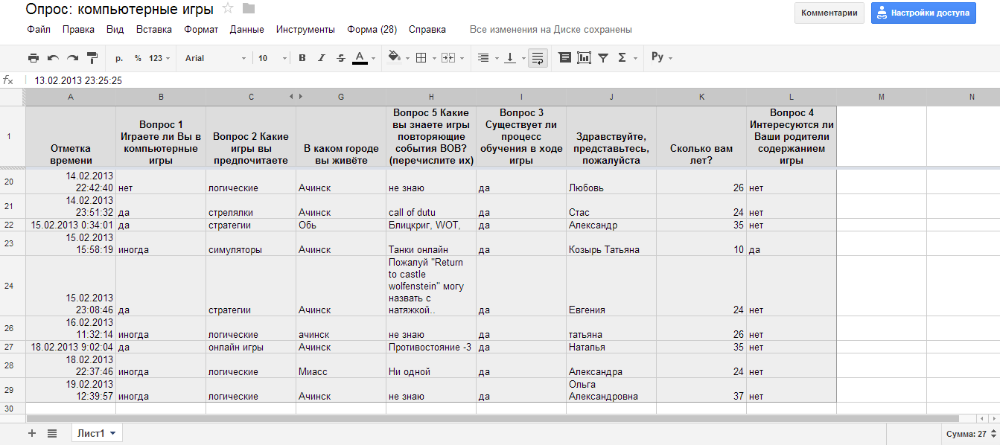 Опрос: компьютерные игры
Комментарии
Настройки доступа
Файл Правка Вид Вставка Формат Данные Инструменты Форма (28) Справка Все изменения на Диске сохранены
р. % 123 Arial 10 B I S A Σ Ру
fx 13.02.2013 23:25:25
A B C G H I J K L M N
1
Отметка
времени
Вопрос 1
Играете ли Вы в
компьютерные
игры
Вопрос 2 Какие
игры вы
предпочитаете
В каком городе
вы живёте
Вопрос 5 Какие
вы знаете игры
повторяющие
события ВОВ?
(перечислите их)
Вопрос 3
Существует ли
процесс
обучения в ходе
игры
Здравствуйте,
представьтесь,
пожалуйста
Сколько вам
лет?
Вопрос 4
Интересуются ли
Ваши родители
содержанием
игры
20
14.02.2013
22:42:40 нет логические Ачинск не знаю да Любовь 26 нет
21
14.02.2013
23:51:32 да стрелялки Ачинск call of dutu да Стас 24 нет
22 15.02.2013 0:34:01 да стратегии Обь Блицкриг, WOT, да Александр 35 нет
23
15.02.2013
15:58:19 иногда симуляторы Ачинск Танки онлайн да Козырь Татьяна 10 да
24
Пожалуй "Return
to castle
wolfenstein" могу
назвать с
15.02.2013
23:08:46 да стратегии Ачинск натяжкой.. да Евгения 24 нет
26
16.02.2013
11:32:14 иногда логические ачинск не знаю да татьяна 26 нет
27 18.02.2013 9:02:04 да онлайн игры Ачинск Противостояние -3 да Наталья 35 нет
28
18.02.2013
22:37:46 иногда логические Миасс Ни одной да Александра 24 нет
29
19.02.2013 Ольга
12:39:57 иногда логические Ачинск не знаю да Александровна 37 нет
30
Лист1
Сумма: 27